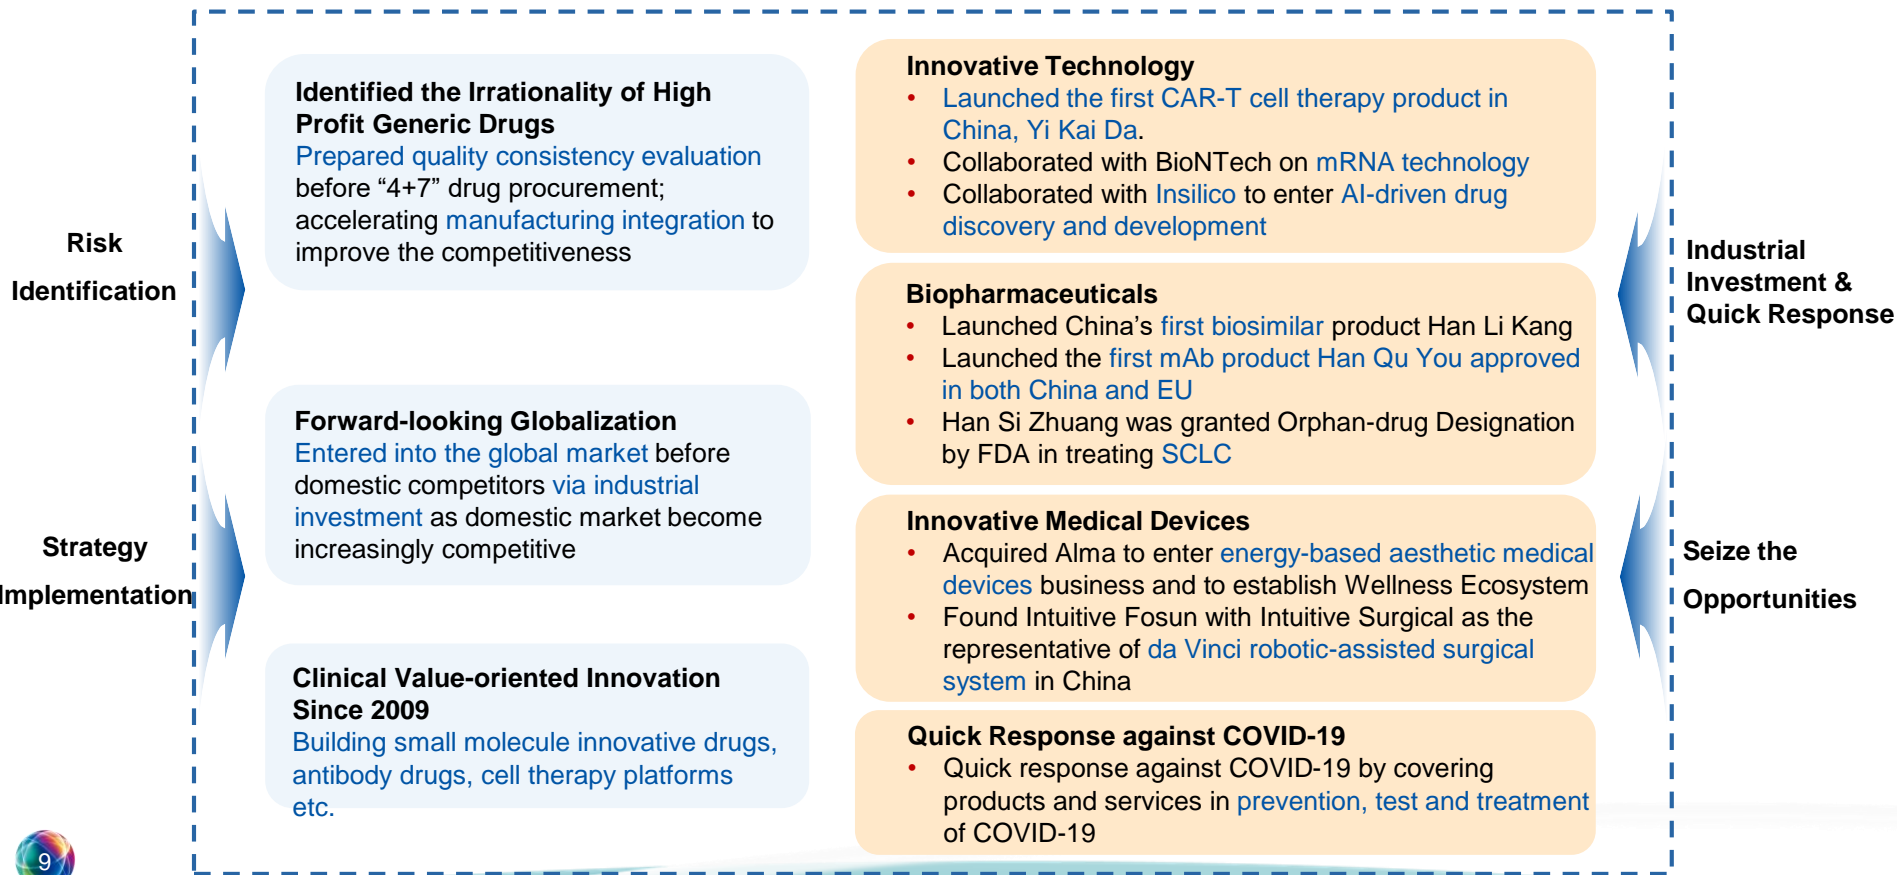 Risk
Identification
Strategy
Implementation
Identified the Irrationality of High
Profit Generic Drugs
Prepared quality consistency evaluation
before “4+7” drug procurement;
accelerating manufacturing integration to
improve the competitiveness
Forward-looking Globalization
Entered into the global market before
domestic competitors via industrial
investment as domestic market become
increasingly competitive
Clinical Value-oriented Innovation
Since 2009
Building small molecule innovative drugs,
antibody drugs, cell therapy platforms
etc.
Innovative Technology
• Launched the first CAR-T cell therapy product in
China, Yi Kai Da.
• Collaborated with BioNTech on mRNA technology
• Collaborated with Insilico to enter AI-driven drug
discovery and development
Biopharmaceuticals
• Launched China’s first biosimilar product Han Li Kang
• Launched the first mAb product Han Qu You approved
in both China and EU
• Han Si Zhuang was granted Orphan-drug Designation
by FDA in treating SCLC
Innovative Medical Devices
• Acquired Alma to enter energy-based aesthetic medical
devices business and to establish Wellness Ecosystem
• Found Intuitive Fosun with Intuitive Surgical as the
representative of da Vinci robotic-assisted surgical
system in China
Quick Response against COVID-19
• Quick response against COVID-19 by covering
products and services in prevention, test and treatment
of COVID-19
Industrial
Investment &
Quick Response
Seize the
Opportunities
9